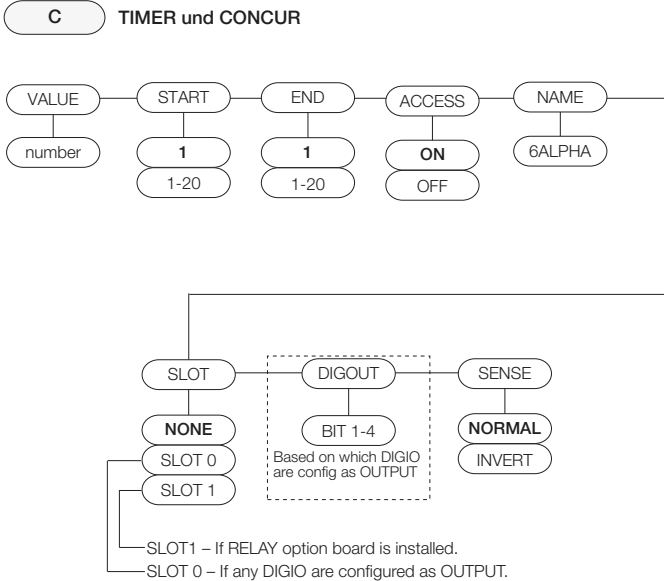 C TIMER und CONCUR
VALUE START END ACCESS NAME
number 1 1 ON 6ALPHA
1-20 1-20 OFF
SLOT DIGOUT SENSE
NONE BIT 1-4 NORMAL
SLOT 0 Based on which DIGIO INVERT
are config as OUTPUT
SLOT 1
SLOT1 – If RELAY option board is installed.
SLOT 0 – If any DIGIO are configured as OUTPUT.